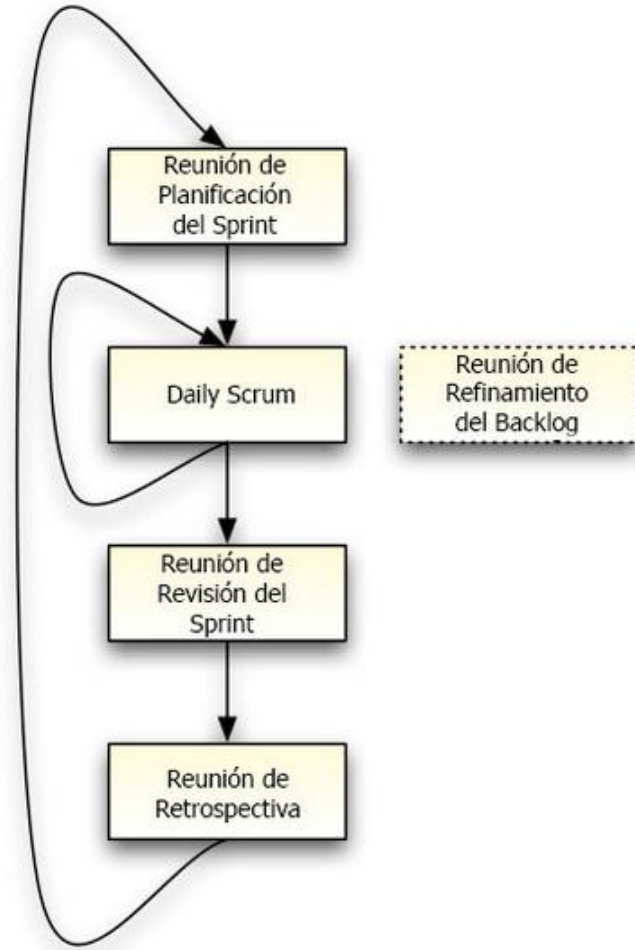 Reunión de
Planificación
del Sprint
Daily Scrum
Reunión de
Refinamiento
del Backlog
Reunión de
Revisión del
Sprint
Reunión de
Retrospectiva